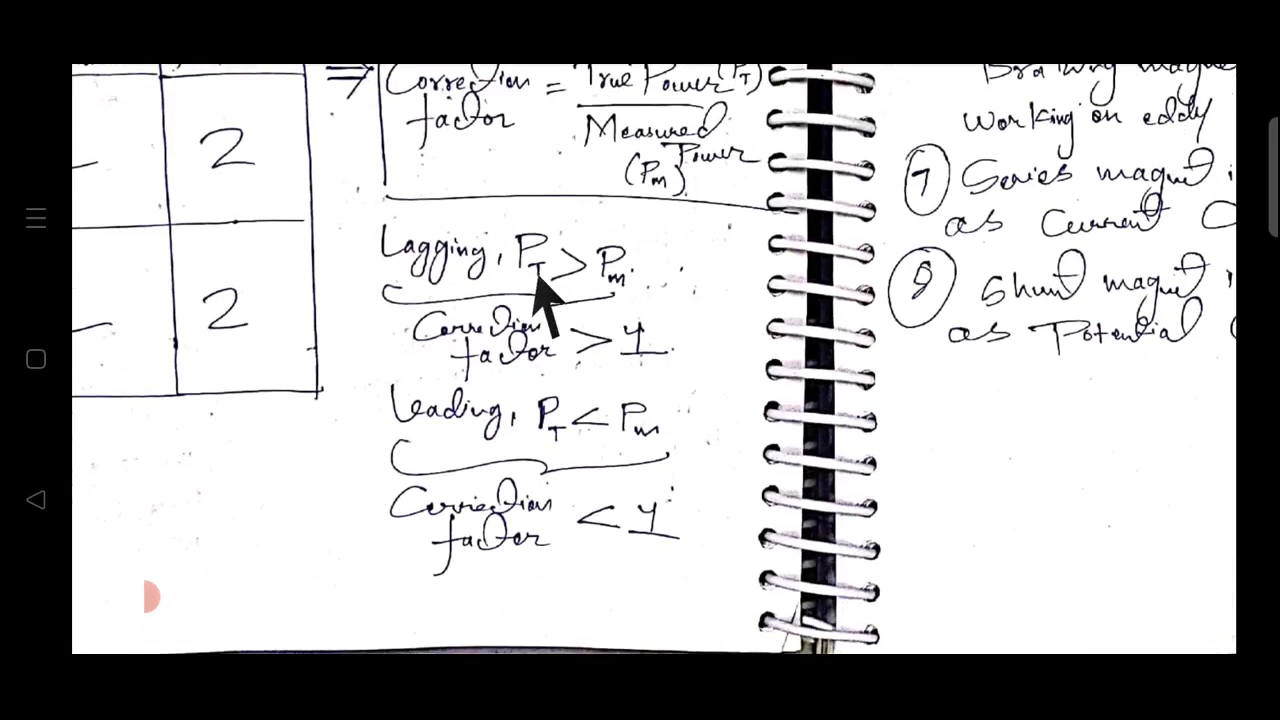 2
2
⇒ Correction factor = True Power (PT)
Measured Power
(Pm)
Lagging, PT > Pm
Correction
factor > 1
Leading, PT < Pm
Correction
factor < 1
working on eddy
7 Series magnet i
as Current C
8 Shunt magnet i
as Potential